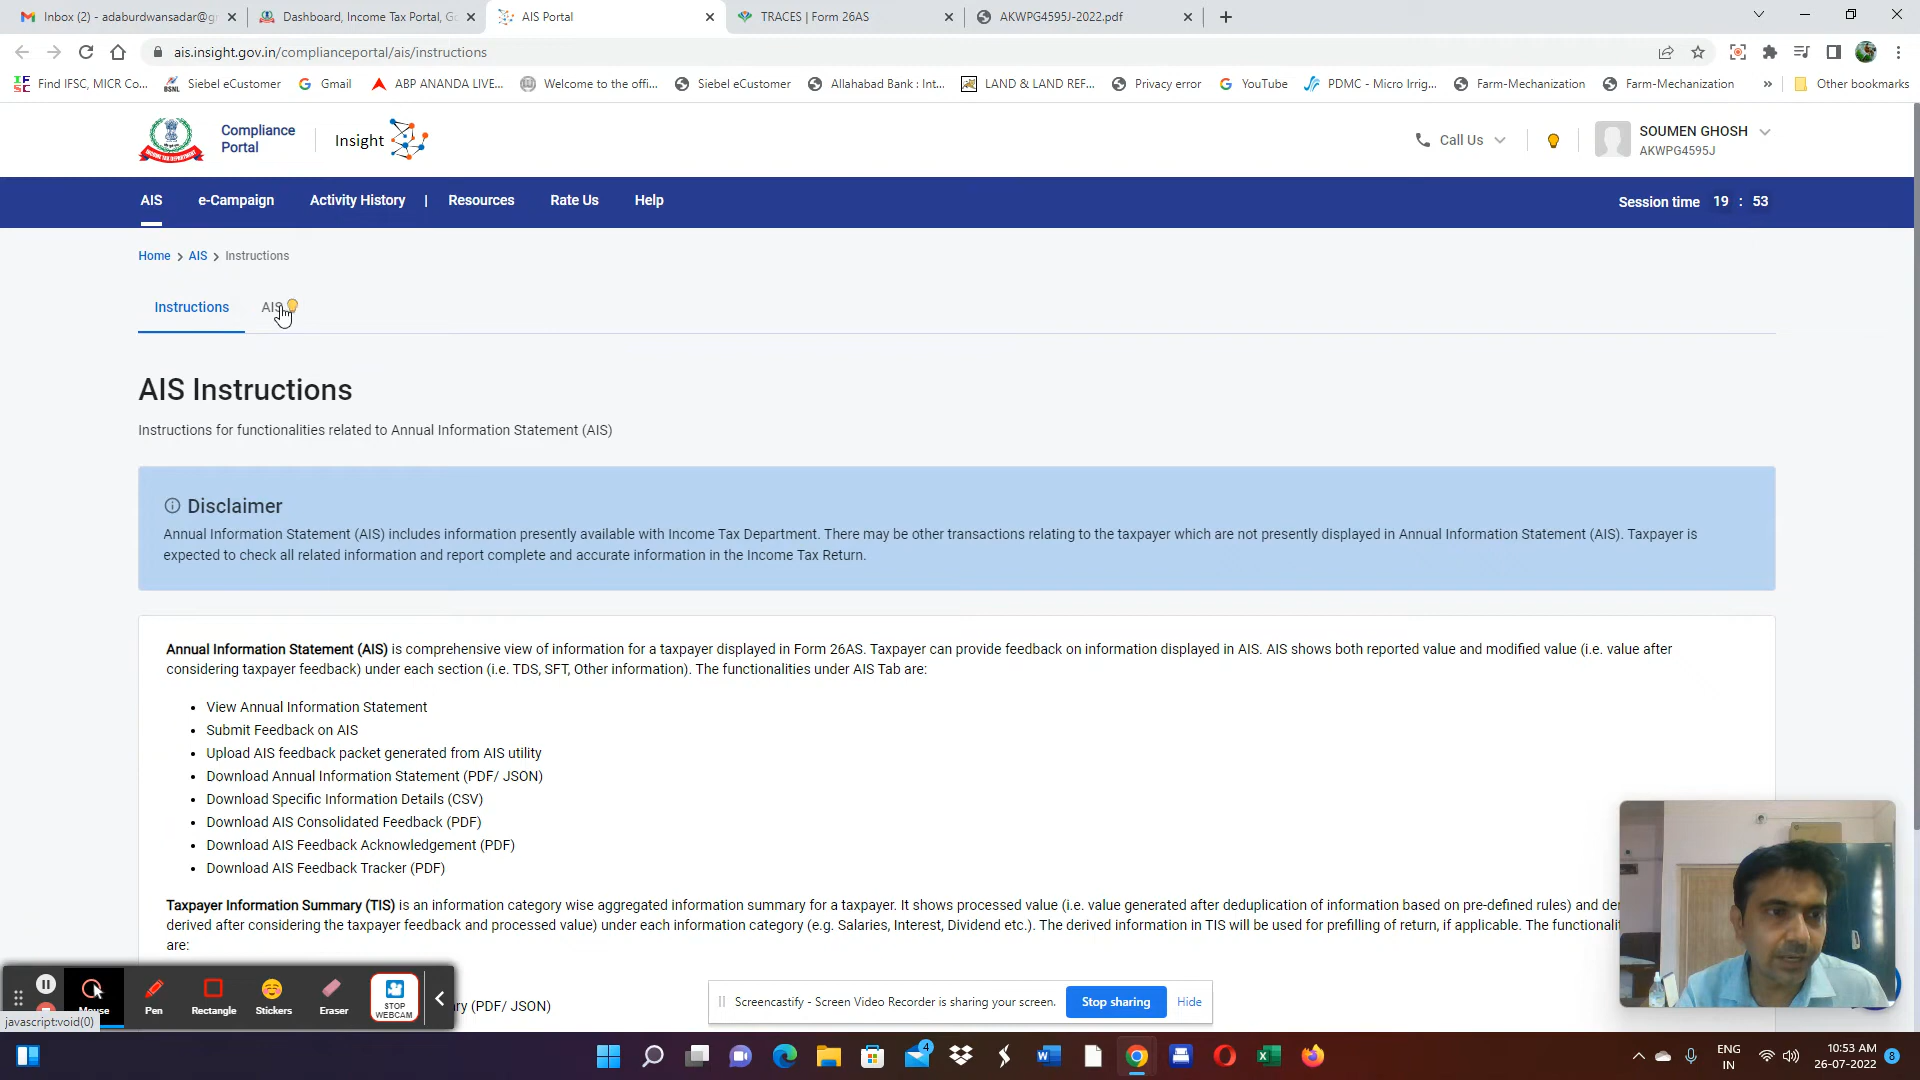 Inbox (2) - adaburdwansadar@g
Dashboard, Income Tax Portal, Go
AIS Portal
TRACES | Form 26AS
AKWPG4595J-2022.pdf
ais.insight.gov.in/complianceportal/ais/instructions
Find IFSC, MICR Co...
BSNL
Siebel eCustomer
Gmail
ABP ANANDA LIVE...
Welcome to the offi...
Siebel eCustomer
Allahabad Bank : Int...
LAND & LAND REF...
Privacy error
YouTube
PDMC - Micro Irrig...
Farm-Mechanization
Farm-Mechanization
»
Other bookmarks
INCOME TAX DEPARTMENT
Compliance
Portal
Insight
Call Us
SOUMEN GHOSH
AKWPG4595J
AIS
e-Campaign
Activity History
|
Resources
Rate Us
Help
Session time 19 : 53
Home > AIS > Instructions
Instructions
AIS
AIS Instructions
Instructions for functionalities related to Annual Information Statement (AIS)
Disclaimer
Annual Information Statement (AIS) includes information presently available with Income Tax Department. There may be other transactions relating to the taxpayer which are not presently displayed in Annual Information Statement (AIS). Taxpayer is
expected to check all related information and report complete and accurate information in the Income Tax Return.
Annual Information Statement (AIS) is comprehensive view of information for a taxpayer displayed in Form 26AS. Taxpayer can provide feedback on information displayed in AIS. AIS shows both reported value and modified value (i.e. value after
considering taxpayer feedback) under each section (i.e. TDS, SFT, Other information). The functionalities under AIS Tab are:
• View Annual Information Statement
• Submit Feedback on AIS
• Upload AIS feedback packet generated from AIS utility
• Download Annual Information Statement (PDF/ JSON)
• Download Specific Information Details (CSV)
• Download AIS Consolidated Feedback (PDF)
• Download AIS Feedback Acknowledgement (PDF)
• Download AIS Feedback Tracker (PDF)
Taxpayer Information Summary (TIS) is an information category wise aggregated information summary for a taxpayer. It shows processed value (i.e. value generated after deduplication of information based on pre-defined rules) and der
derived after considering the taxpayer feedback and processed value) under each information category (e.g. Salaries, Interest, Dividend etc.). The derived information in TIS will be used for prefilling of return, if applicable. The functionali
are:
ry (PDF/ JSON)
Mouse
Pen
Rectangle
Stickers
Eraser
STOP
WEBCAM
javascript:void(0)
Screencastify - Screen Video Recorder is sharing your screen.
Stop sharing
Hide
4
ENG
IN
10:53 AM
26-07-2022
8